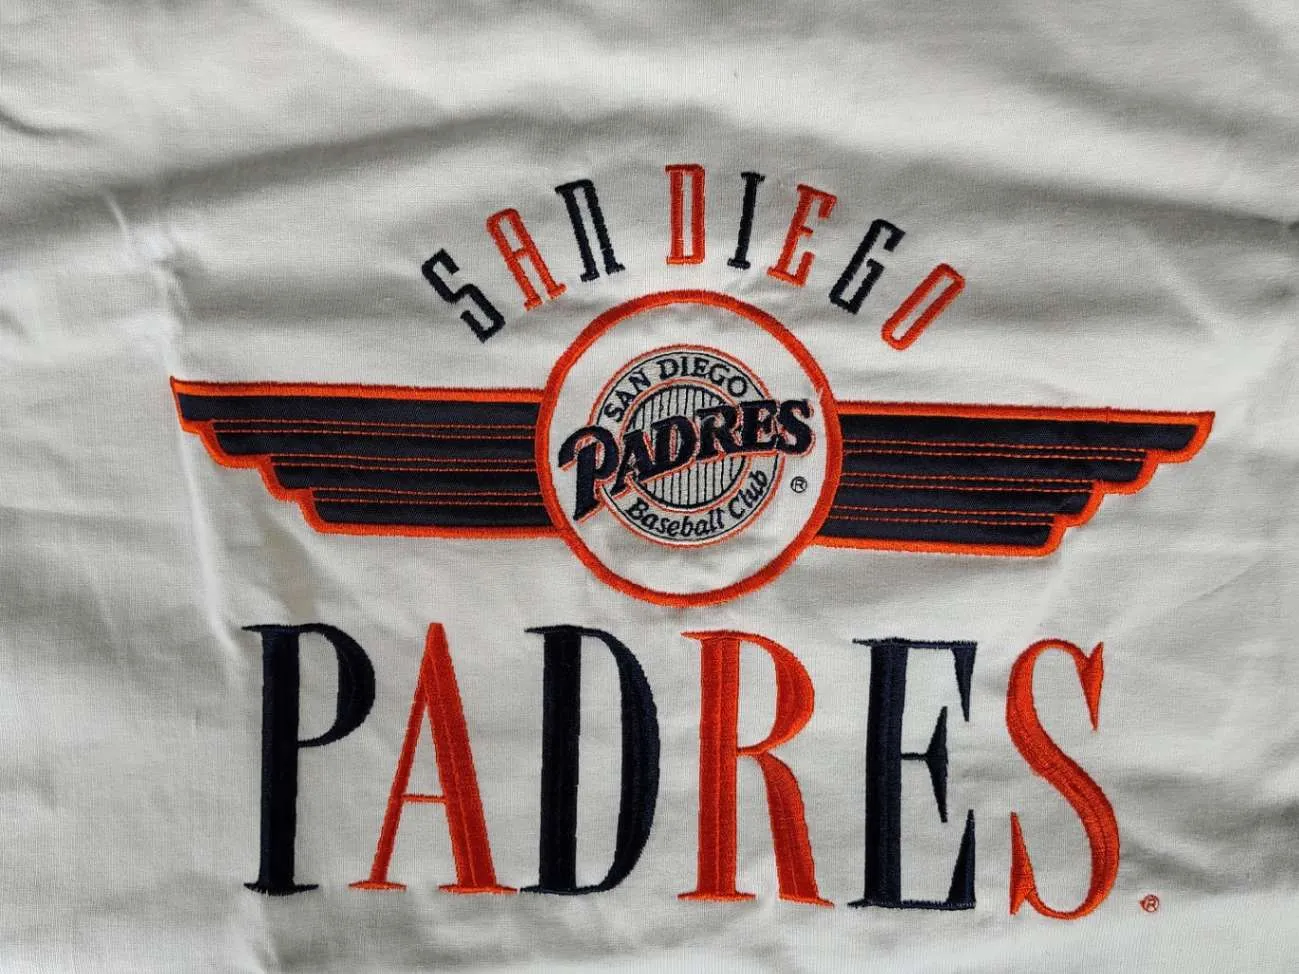 SAN DIEGO
SAN DIEGO
PADRES
Baseball Club
®
PADRES
®